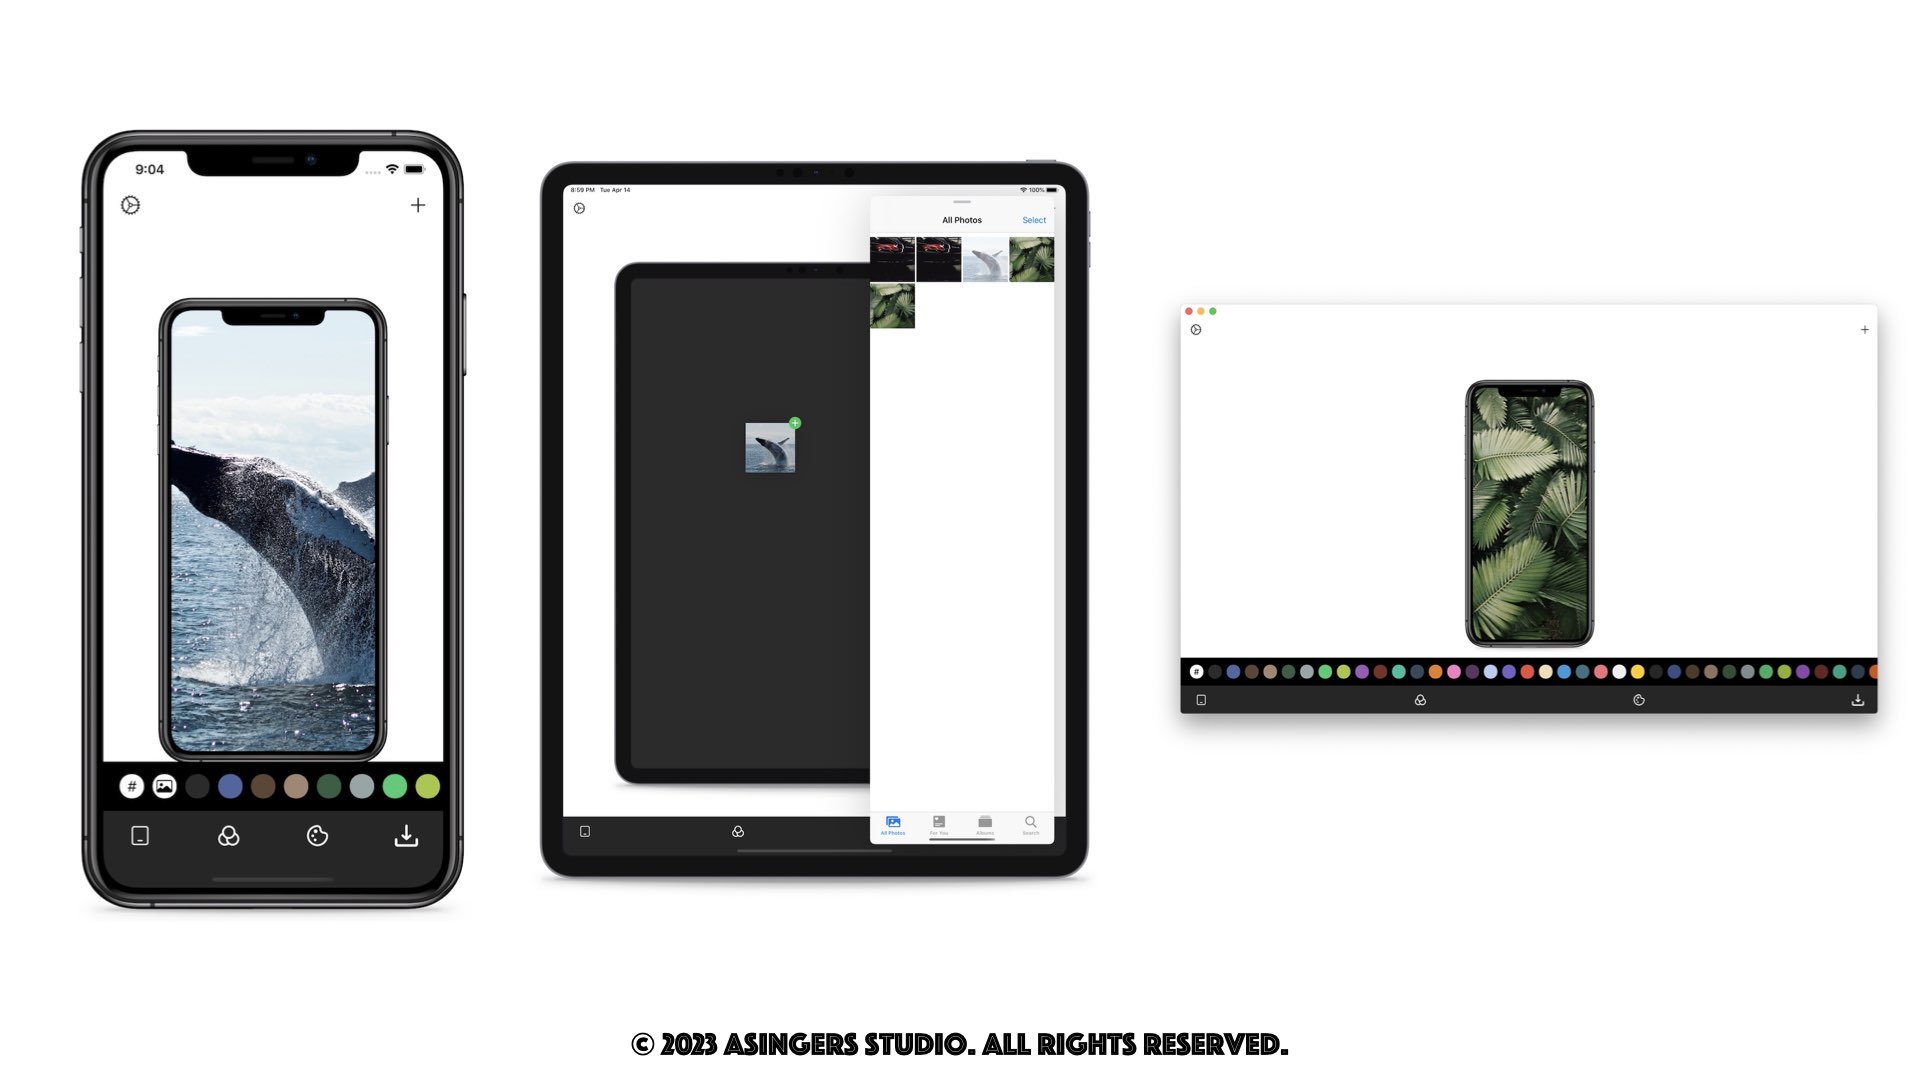 9:04
8:59 PM Tue Apr 14
100%
All Photos
Select
All Photos
For You
Albums
Search
#
#
© 2023 ASINGERS STUDIO. ALL RIGHTS RESERVED.